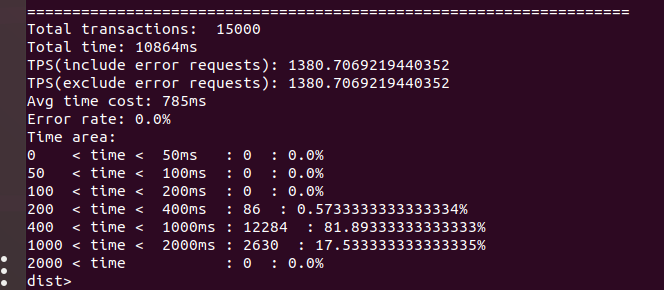 ===================================================================
Total transactions:  15000
Total time: 10864ms
TPS(include error requests): 1380.7069219440352
TPS(exclude error requests): 1380.7069219440352
Avg time cost: 785ms
Error rate: 0.0%
Time area:
0    < time <  50ms   : 0  : 0.0%
50   < time <  100ms  : 0  : 0.0%
100  < time <  200ms  : 0  : 0.0%
200  < time <  400ms  : 86  : 0.5733333333333334%
400  < time <  1000ms : 12284  : 81.89333333333333%
1000 < time <  2000ms : 2630  : 17.533333333333335%
2000 < time           : 0  : 0.0%
dist>